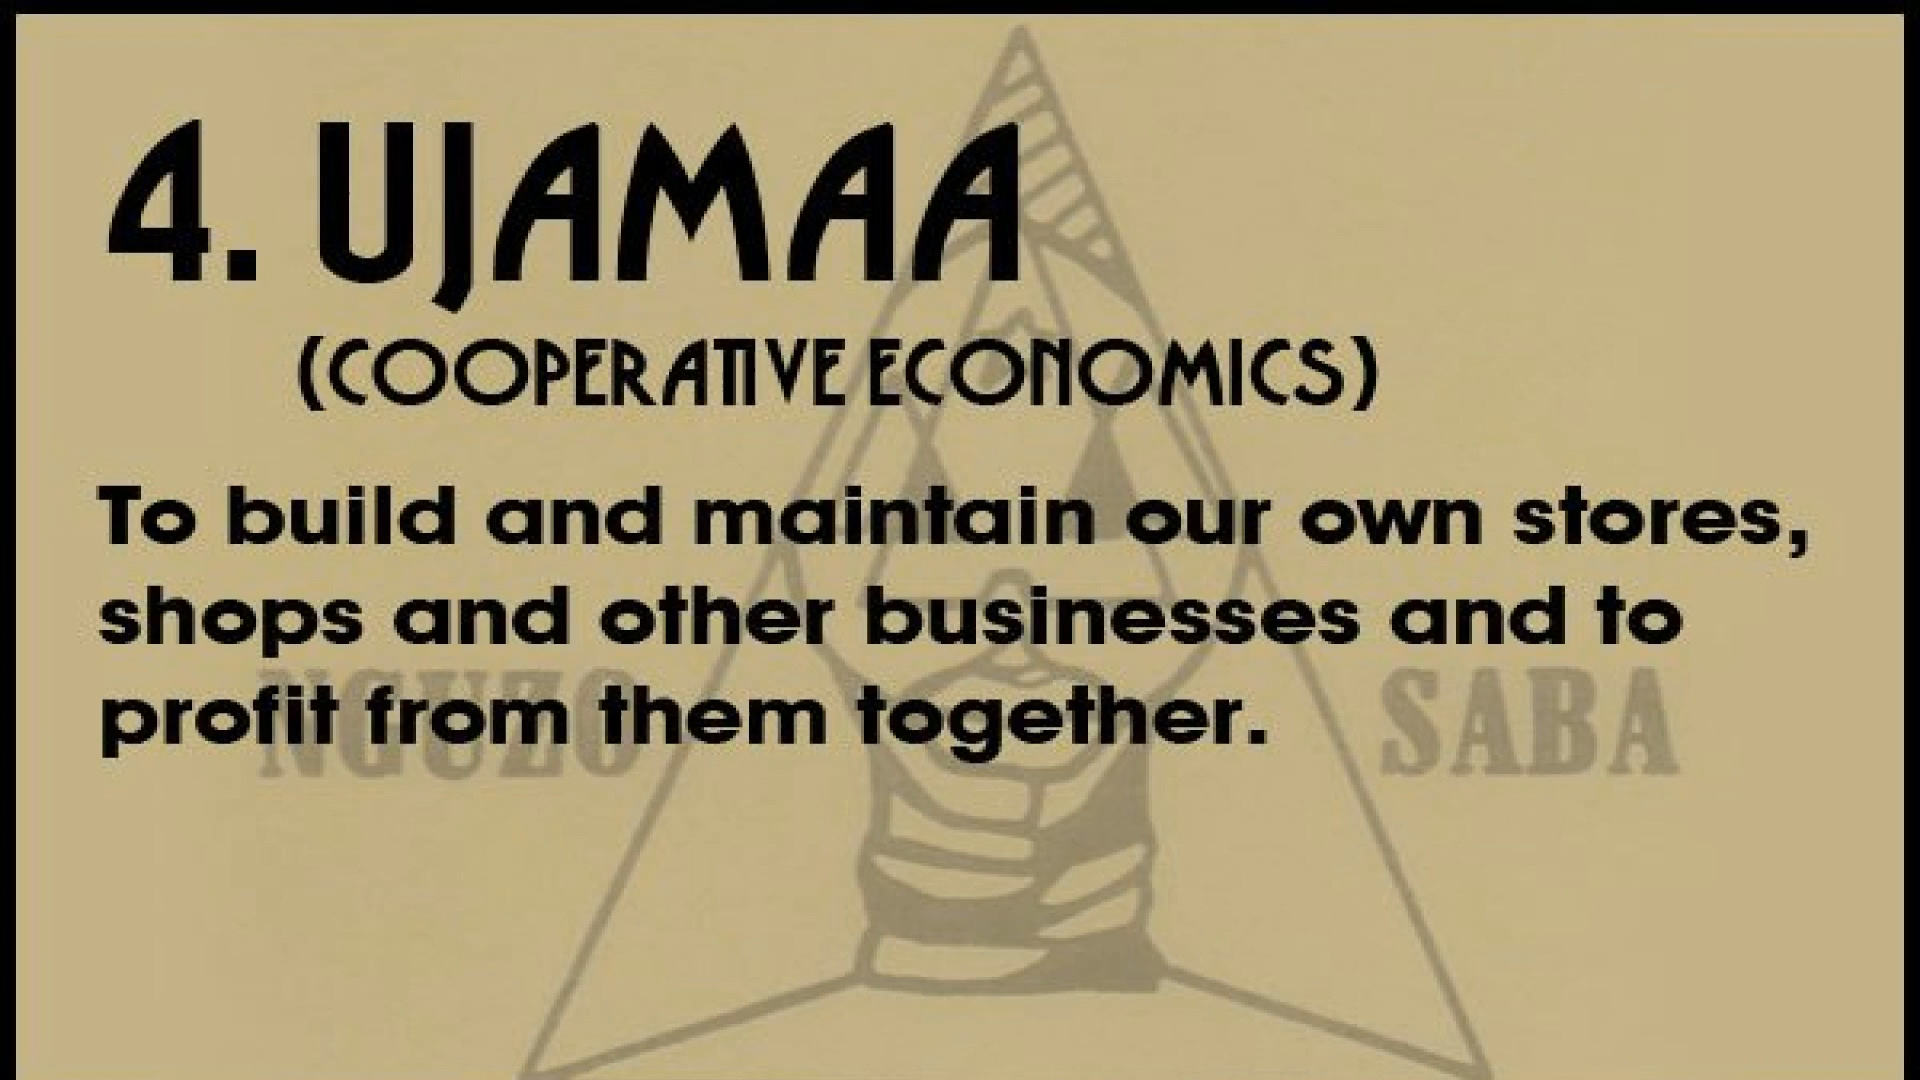 4. UJAMAA
(COOPERATIVE ECONOMICS)
To build and maintain our own stores,
shops and other businesses and to
profit from them together.
NGUZO SABA